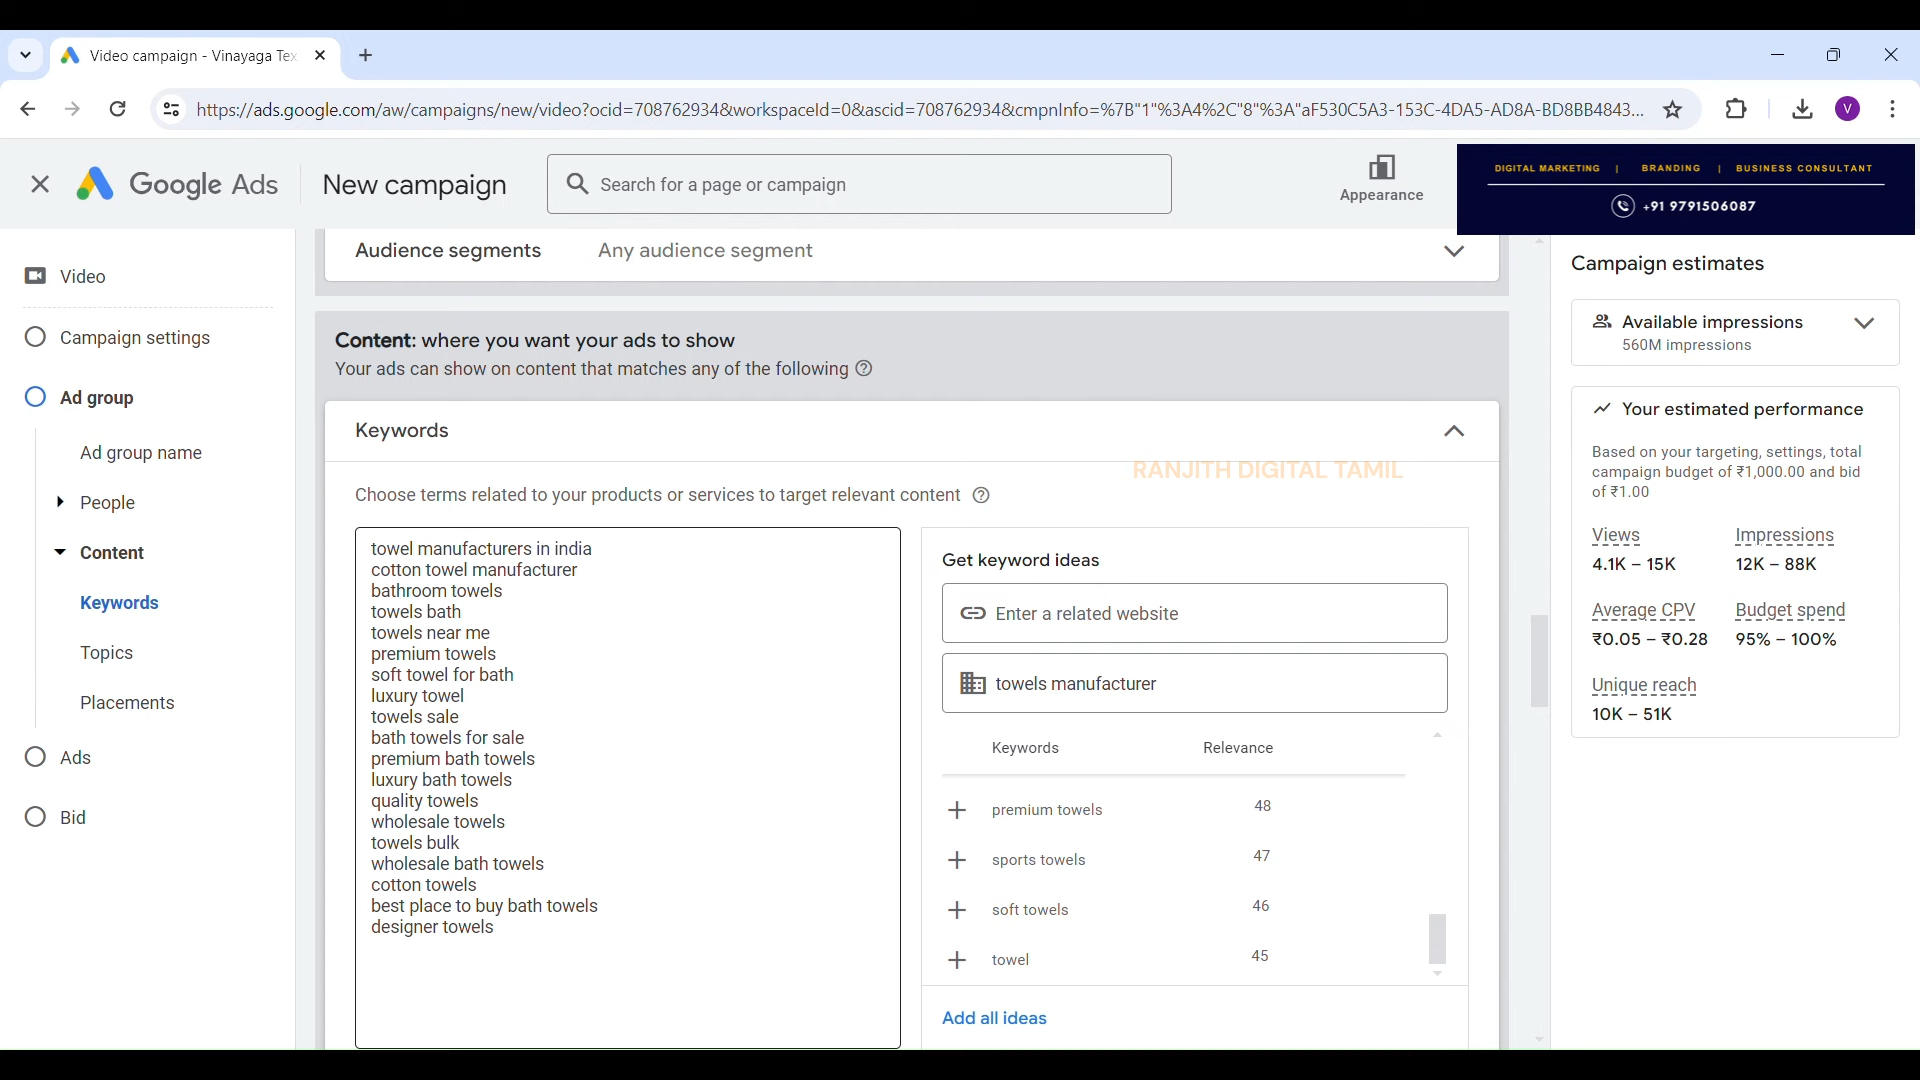 Video campaign - Vinayaga Tex
https://ads.google.com/aw/campaigns/new/video?ocid=708762934&workspaceId=0&ascid=708762934&cmpnInfo=%7B"1"%3A4%2C"8"%3A"aF530C5A3-153C-4DA5-AD8A-BD8BB4843...
V
Google Ads
New campaign
Search for a page or campaign
Appearance
DIGITAL MARKETING | BRANDING | BUSINESS CONSULTANT
+91 9791506087
Video
Campaign settings
Ad group
Ad group name
People
Content
Keywords
Topics
Placements
Ads
Bid
Audience segments Any audience segment
Content: where you want your ads to show
Your ads can show on content that matches any of the following
Keywords
RANJITH DIGITAL TAMIL
Choose terms related to your products or services to target relevant content
towel manufacturers in india
cotton towel manufacturer
bathroom towels
towels bath
towels near me
premium towels
soft towel for bath
luxury towel
towels sale
bath towels for sale
premium bath towels
luxury bath towels
quality towels
wholesale towels
towels bulk
wholesale bath towels
cotton towels
best place to buy bath towels
designer towels
Get keyword ideas
Enter a related website
towels manufacturer
Keywords Relevance
premium towels 48
sports towels 47
soft towels 46
towel 45
Add all ideas
Campaign estimates
Available impressions
560M impressions
Your estimated performance
Based on your targeting, settings, total
campaign budget of ₹1,000.00 and bid
of ₹1.00
Views Impressions
4.1K – 15K 12K – 88K
Average CPV Budget spend
₹0.05 – ₹0.28 95% – 100%
Unique reach
10K – 51K